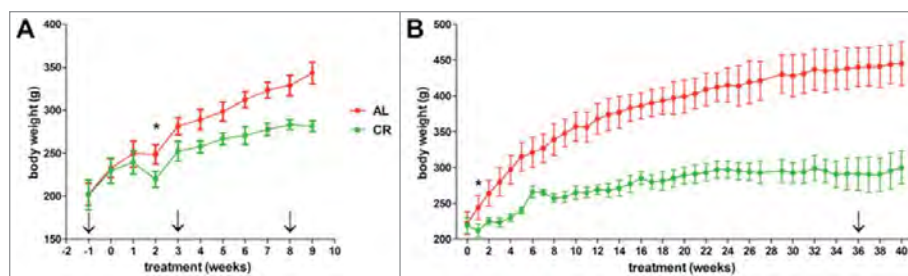 A
400
350
300
250
200
150
body weight (g)
*
AL
CR
-2 -1 0 1 2 3 4 5 6 7 8 9 10
treatment (weeks)
B
500
450
400
350
300
250
200
body weight (g)
*
0 2 4 6 8 10 12 14 16 18 20 22 24 26 28 30 32 34 36 38 40
treatment (weeks)